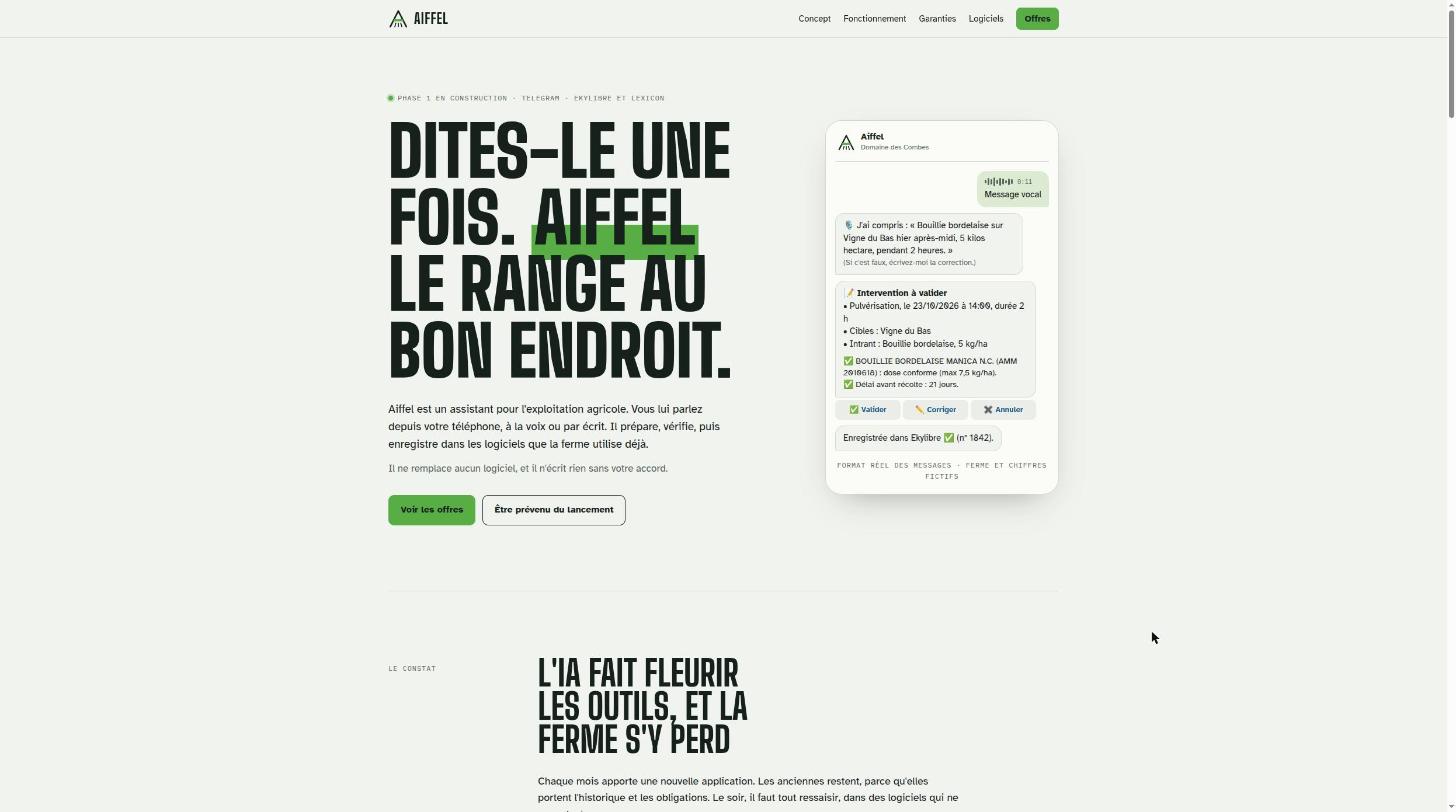 AIFFEL
Concept
Fonctionnement
Garanties
Logiciels
Offres
PHASE 1 EN CONSTRUCTION · TELEGRAM · EKYLIBRE ET LEXICON
DITES-LE UNE
FOIS. AIFFEL
LE RANGE AU
BON ENDROIT.
Aiffel est un assistant pour l'exploitation agricole. Vous lui parlez
depuis votre téléphone, à la voix ou par écrit. Il prépare, vérifie, puis
enregistre dans les logiciels que la ferme utilise déjà.
Il ne remplace aucun logiciel, et il n'écrit rien sans votre accord.
Voir les offres
Être prévenu du lancement
Aiffel
Domaine des Combes
0:11
Message vocal
J'ai compris : « Bouillie bordelaise sur
Vigne du Bas hier après-midi, 5 kilos
hectare, pendant 2 heures. »
(Si c'est faux, écrivez-moi la correction.)
Intervention à valider
• Pulvérisation, le 23/10/2026 à 14:00, durée 2
h
• Cibles : Vigne du Bas
• Intrant : Bouillie bordelaise, 5 kg/ha
✅ BOUILLIE BORDELAISE MANICA N.C. (AMM
2010618) : dose conforme (max 7,5 kg/ha).
✅ Délai avant récolte : 21 jours.
✅ Valider
✏️ Corriger
✖️ Annuler
Enregistrée dans Ekylibre ✅ (n° 1842).
FORMAT RÉEL DES MESSAGES · FERME ET CHIFFRES
FICTIFS
LE CONSTAT
L'IA FAIT FLEURIR
LES OUTILS, ET LA
FERME S'Y PERD
Chaque mois apporte une nouvelle application. Les anciennes restent, parce qu'elles
portent l'historique et les obligations. Le soir, il faut tout ressaisir, dans des logiciels qui ne